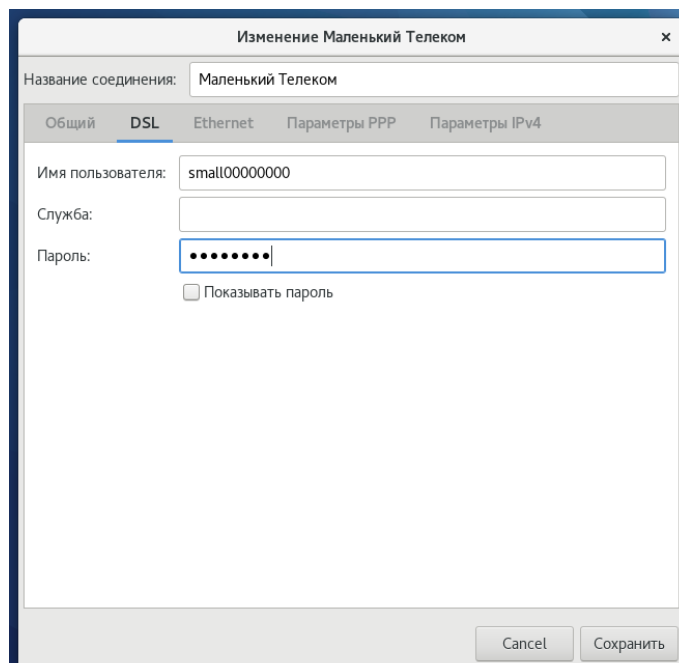 Изменение Маленький Телеком ×
Название соединения: Маленький Телеком
Общий DSL Ethernet Параметры PPP Параметры IPv4
Имя пользователя: small00000000
Служба:
Пароль: ●●●●●●●●
Показывать пароль
Cancel Сохранить